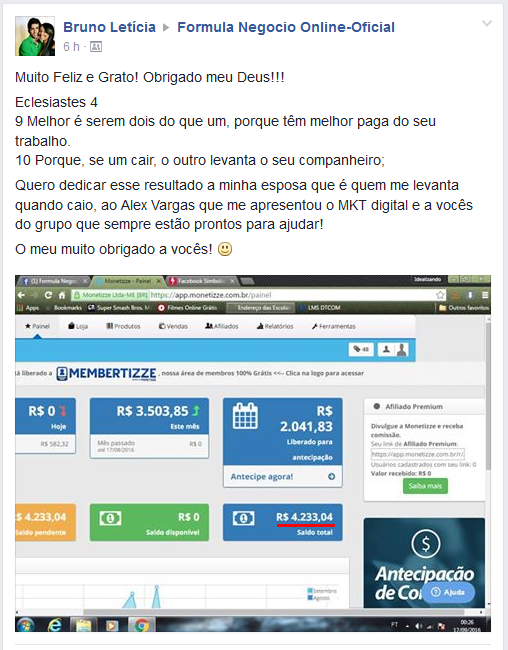 Bruno Letícia ▸ Formula Negocio Online-Oficial
6 h ·
Muito Feliz e Grato! Obrigado meu Deus!!!
Eclesiastes 4
9 Melhor é serem dois do que um, porque têm melhor paga do seu
trabalho.
10 Porque, se um cair, o outro levanta o seu companheiro;
Quero dedicar esse resultado a minha esposa que é quem me levanta
quando caio, ao Alex Vargas que me apresentou o MKT digital e a vocês
do grupo que sempre estão prontos para ajudar!
O meu muito obrigado a vocês!
Idealizando
(1) Formula Nego Monetizze - Painel Facebook Símbolo
Monetizze Ltda-ME [BR] https://app.monetizze.com.br/painel
Apps Bookmarks Super Smash Bros. M Filmes Online Grátis Endereço das Escolas LMS DTCOM Outros favoritos
Painel Loja Produtos Vendas Afiliados Relatórios Ferramentas
48
tá liberado a MEMBERTIZZE , nossa área de membros 100% Grátis <<-- Clica na logo para acessar
R$ 0
Hoje
R$ 582,32
R$ 3.503,85
Este mês
Mês passado
até 17/08/2016
R$ 0
R$
2.041,83
Liberado para
antecipação
Antecipe agora!
Afiliado Premium
Divulgue a Monetizze e receba
comissão.
Seu link de Afiliado Premium:
https://app.monetizze.com.br/r/
Usuários cadastrados com seu link: 0
Valor recebido: R$ 0
Saiba mais
$ 4.233,04
Saldo pendente
R$ 0
Saldo disponível
R$ 4.233,04
Saldo total
Setembro
Agosto
Antecipação
de Co
Ajuda
PT
00:26
17/09/2016